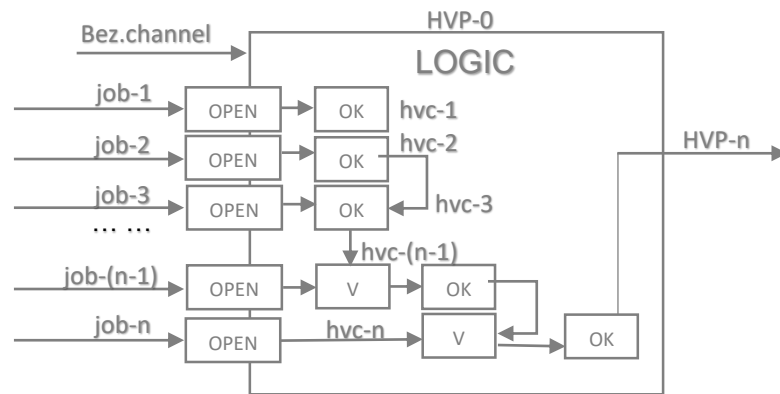 HVP-0
Bez.channel
LOGIC
job-1 OPEN OK hvc-1
job-2 OPEN OK hvc-2
job-3 OPEN OK hvc-3
... ...
job-(n-1) OPEN V hvc-(n-1) OK
job-n OPEN hvc-n V OK
HVP-n